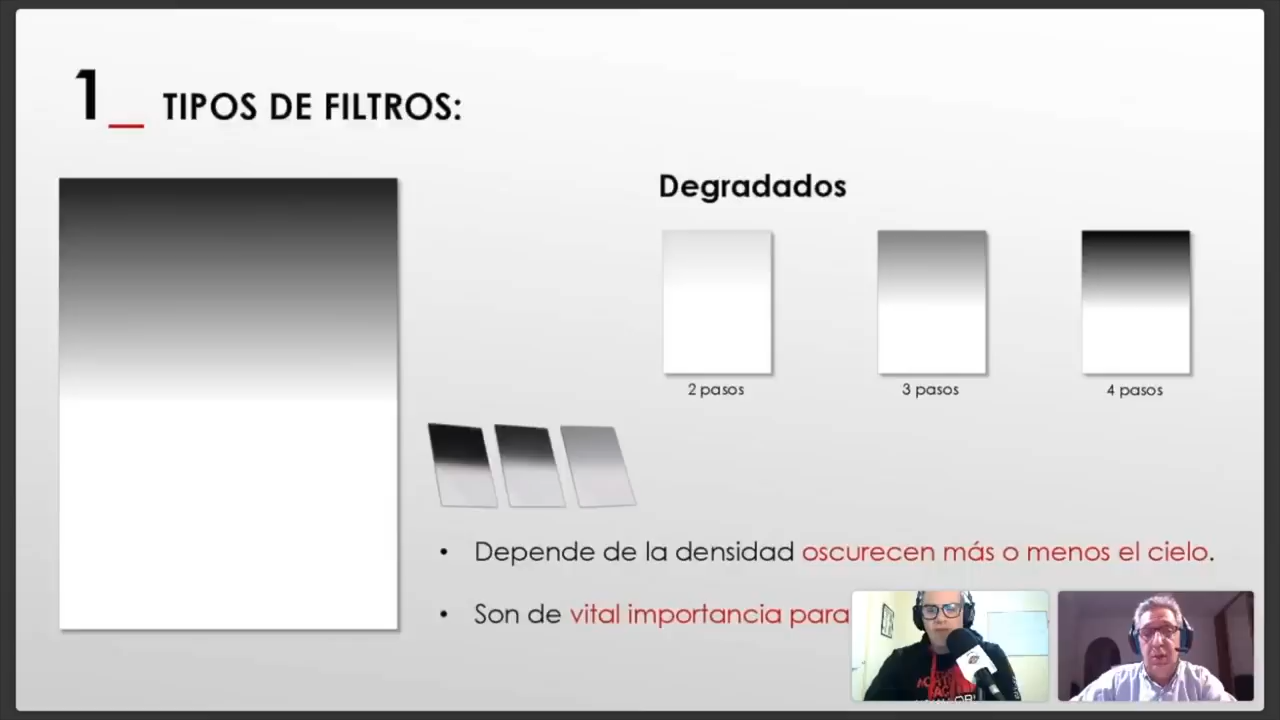 1_ TIPOS DE FILTROS:
Degradados
2 pasos
3 pasos
4 pasos
• Depende de la densidad oscurecen más o menos el cielo.
• Son de vital importancia para